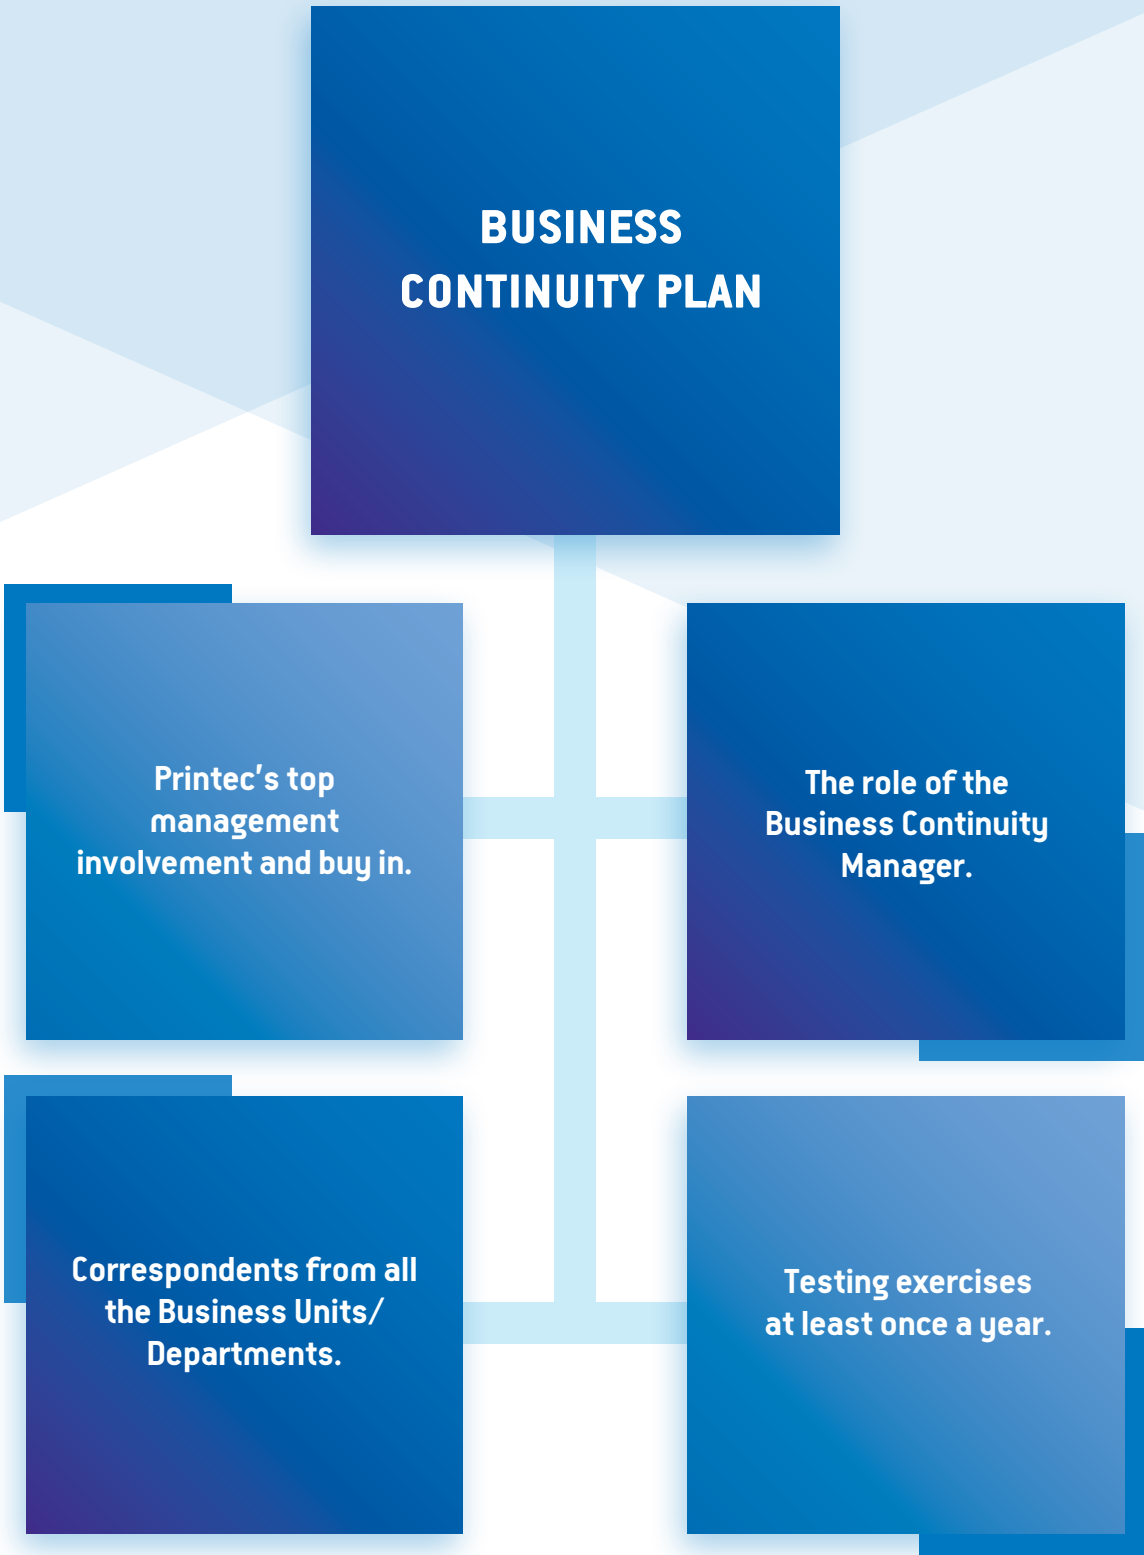 BUSINESS
CONTINUITY PLAN
Printec's top
management
involvement and buy in.
The role of the
Business Continuity
Manager.
Correspondents from all
the Business Units/
Departments.
Testing exercises
at least once a year.